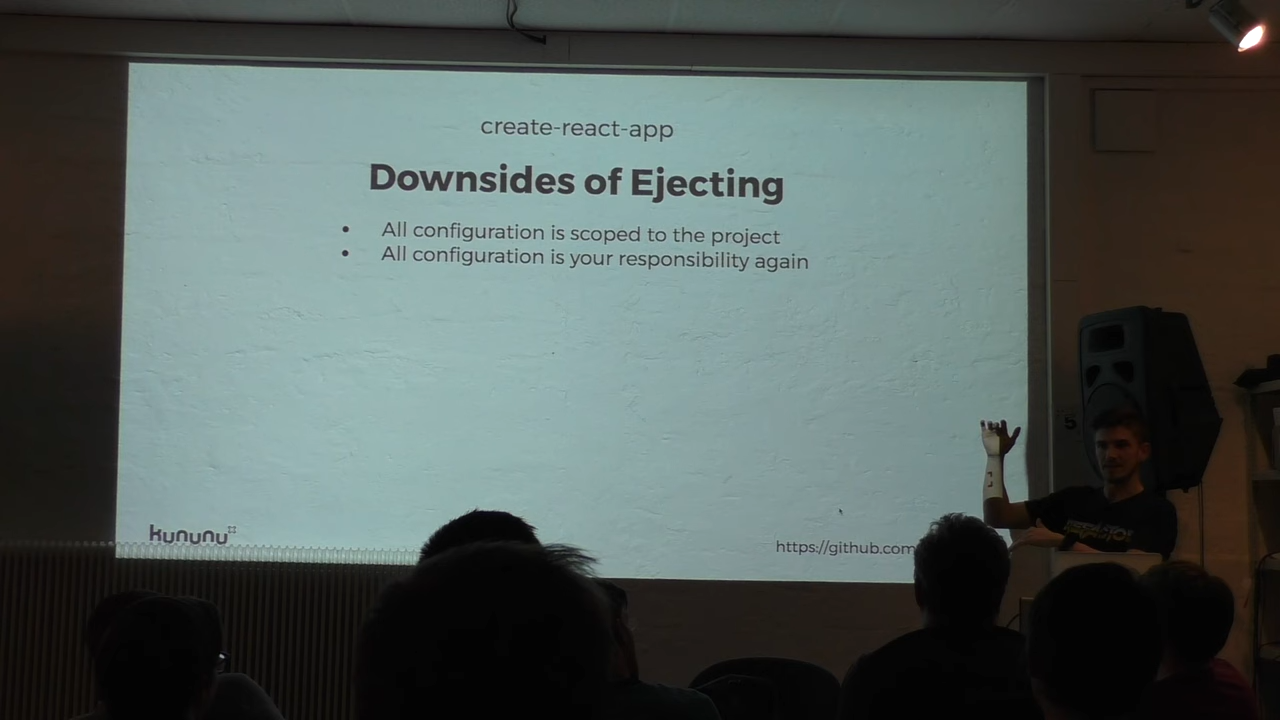 create-react-app
Downsides of Ejecting
• All configuration is scoped to the project
• All configuration is your responsibility again
kununu
https://github.com